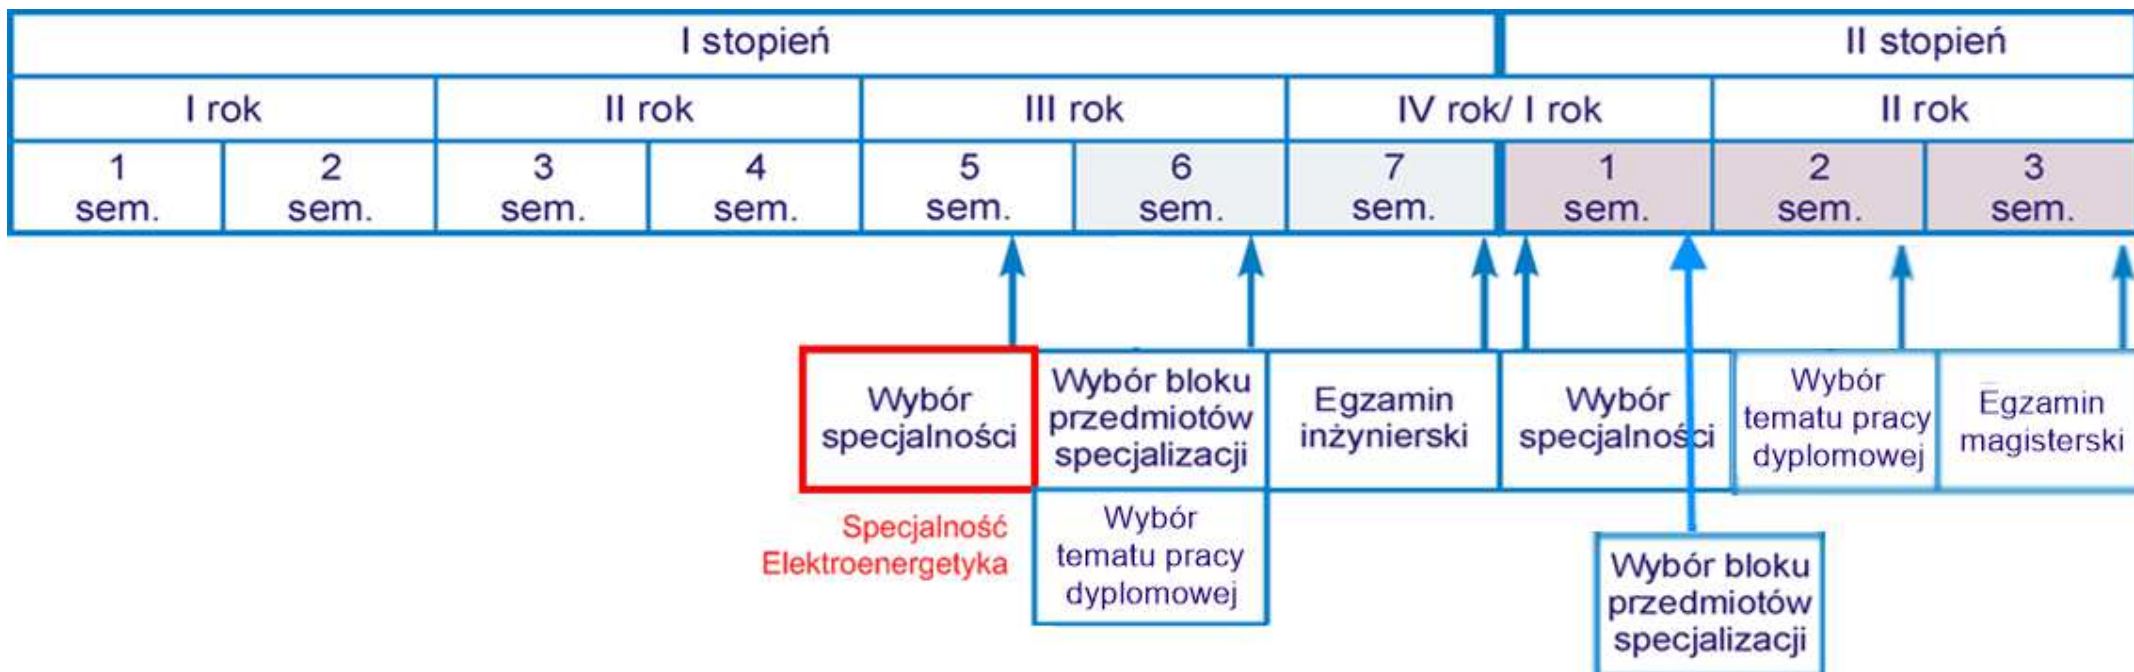 I stopień
II stopień
I rok
II rok
III rok
IV rok/ I rok
II rok
1
sem.
2
sem.
3
sem.
4
sem.
5
sem.
6
sem.
7
sem.
1
sem.
2
sem.
3
sem.
Wybór
specjalności
Wybór bloku
przedmiotów
specjalizacji
Egzamin
inżynierski
Wybór
specjalności
Wybór
tematu pracy
dyplomowej
Egzamin
magisterski
Specjalność
Elektroenergetyka
Wybór
tematu pracy
dyplomowej
Wybór bloku
przedmiotów
specjalizacji